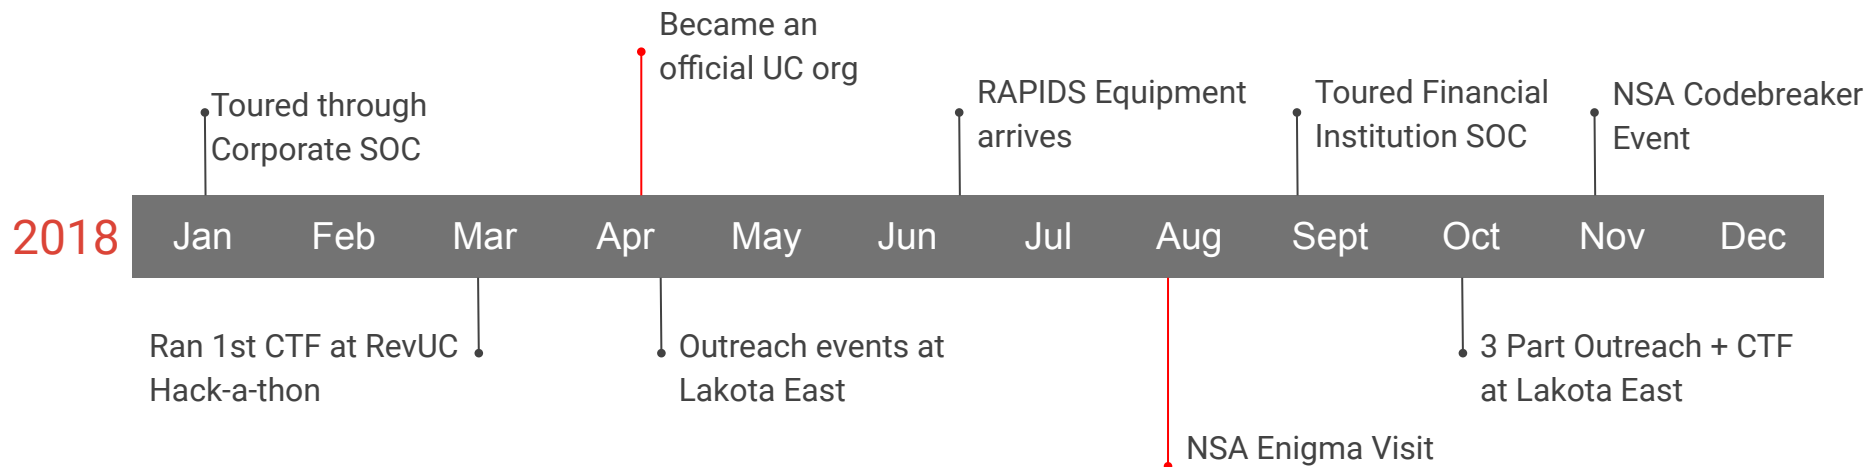 Became an
official UC org
Toured through
Corporate SOC
RAPIDS Equipment
arrives
Toured Financial
Institution SOC
NSA Codebreaker
Event
2018
Jan Feb Mar Apr May Jun Jul Aug Sept Oct Nov Dec
Ran 1st CTF at RevUC
Hack-a-thon
Outreach events at
Lakota East
3 Part Outreach + CTF
at Lakota East
NSA Enigma Visit